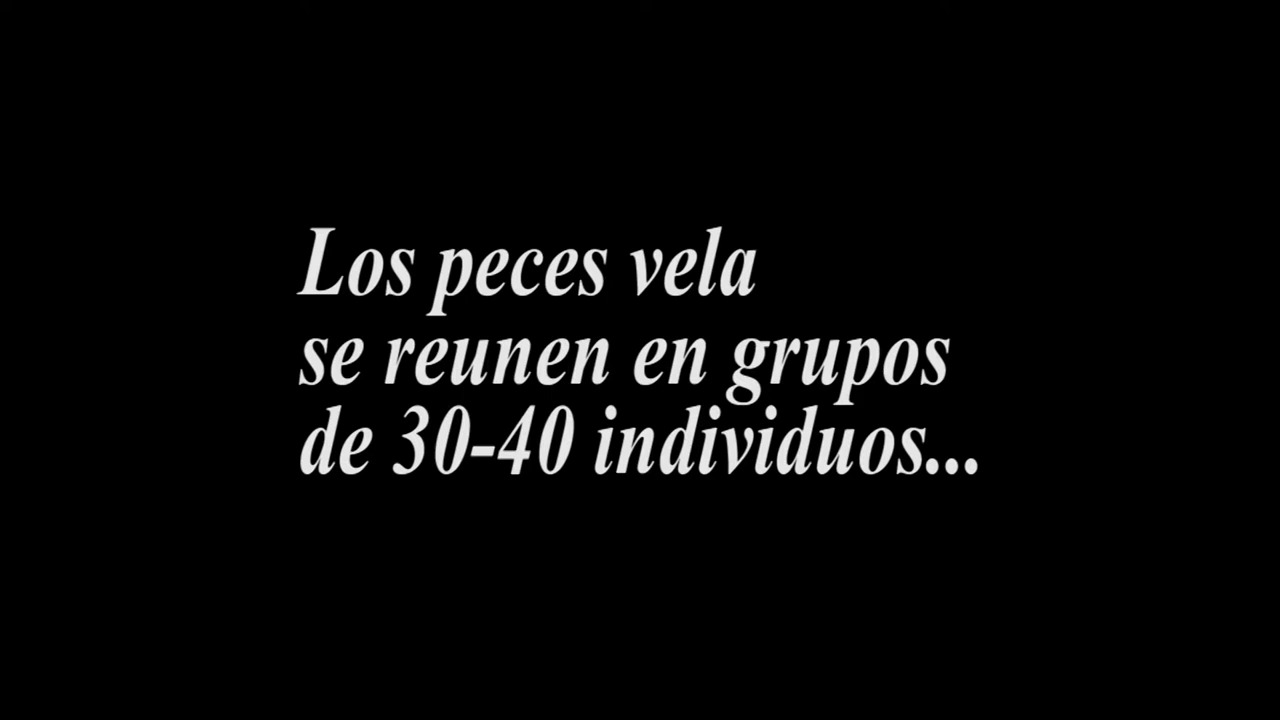 Los peces vela
se reunen en grupos
de 30-40 individuos...